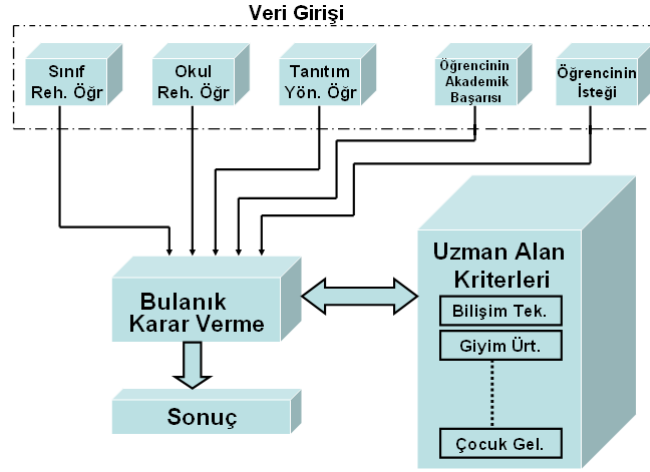 Veri Girişi
Sınıf
Reh. Öğr
Okul
Reh. Öğr
Tanıtım
Yön. Öğr
Öğrencinin
Akademik
Başarısı
Öğrencinin
İsteği
Uzman Alan
Kriterleri
Bilişim Tek.
Giyim Ürt.
Çocuk Gel.
Bulanık
Karar Verme
Sonuç